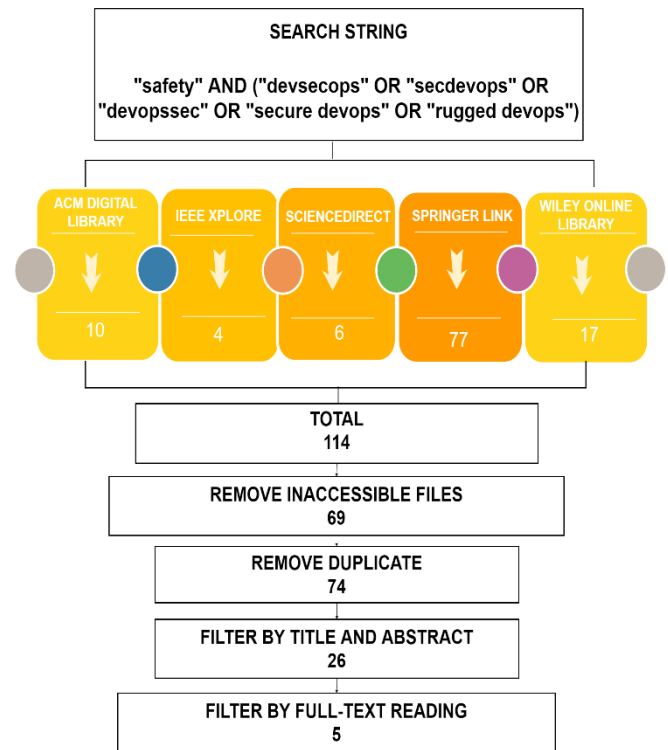 SEARCH STRING
"safety" AND ("devsecops" OR "secdevops" OR
"devopssec" OR "secure devops" OR "rugged devops")
ACM DIGITAL
LIBRARY
10
IEEE XPLORE
4
SCIENCEDIRECT
6
SPRINGER LINK
77
WILEY ONLINE
LIBRARY
17
TOTAL
114
REMOVE INACCESSIBLE FILES
69
REMOVE DUPLICATE
74
FILTER BY TITLE AND ABSTRACT
26
FILTER BY FULL-TEXT READING
5